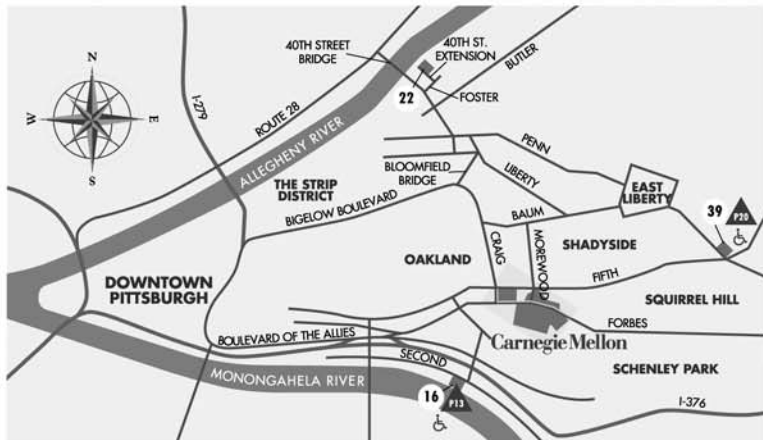 40TH STREET
BRIDGE
40TH ST.
EXTENSION
BUTLER
N
W
E
S
I-279
ROUTE 28
22
FOSTER
ALLEGHENY RIVER
PENN
BLOOMFIELD
BRIDGE
LIBERTY
THE STRIP
DISTRICT
EAST
LIBERTY
BIGELOW BOULEVARD
BAUM
39
P20
CRAIG
MOREWOOD
SHADYSIDE
OAKLAND
FIFTH
DOWNTOWN
PITTSBURGH
SQUIRREL HILL
FORBES
BOULEVARD OF THE ALLIES
Carnegie Mellon
SECOND
SCHENLEY PARK
MONONGAHELA RIVER
16
P13
I-376